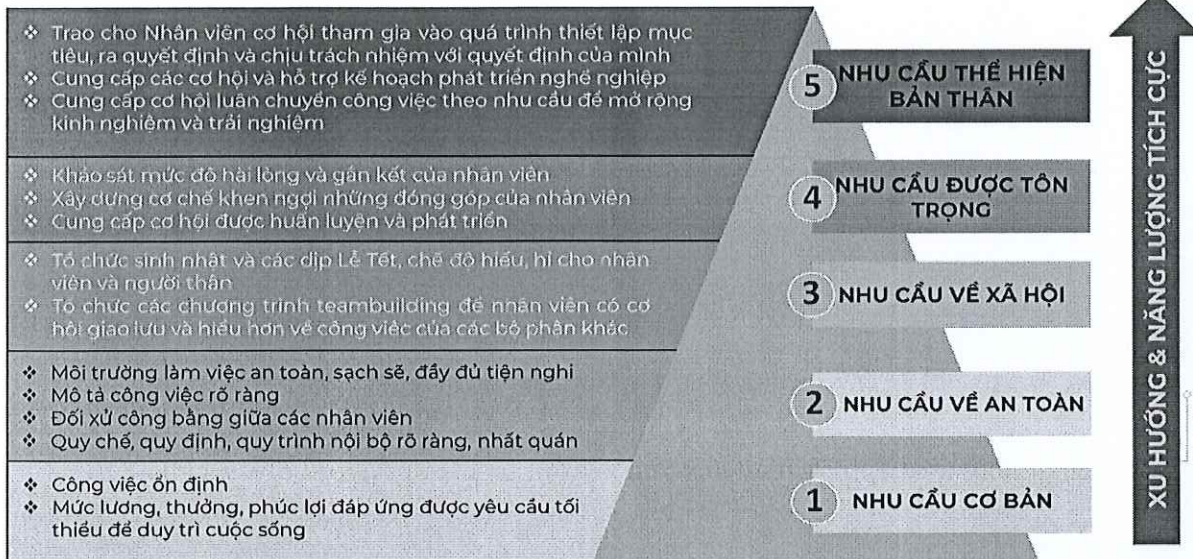 ❖ Trao cho Nhân viên cơ hội tham gia vào quá trình thiết lập mục
tiêu, ra quyết định và chịu trách nhiệm với quyết định của mình
❖ Cung cấp các cơ hội và hỗ trợ kế hoạch phát triển nghề nghiệp
❖ Cung cấp cơ hội luân chuyển công việc theo nhu cầu để mở rộng
kinh nghiệm và trải nghiệm
5 NHU CẦU THỂ HIỆN
BẢN THÂN
❖ Khảo sát mức độ hài lòng và gắn kết của nhân viên
❖ Xây dựng cơ chế khen ngợi những đóng góp của nhân viên
❖ Cung cấp cơ hội được huấn luyện và phát triển
4 NHU CẦU ĐƯỢC TÔN
TRỌNG
❖ Tổ chức sinh nhật và các dịp Lễ Tết, chế độ hiếu, hỉ cho nhân
viên và người thân
❖ Tổ chức các chương trình teambuilding để nhân viên có cơ
hội giao lưu và hiểu hơn về công việc của các bộ phận khác
3 NHU CẦU VỀ XÃ HỘI
❖ Môi trường làm việc an toàn, sạch sẽ, đầy đủ tiện nghi
❖ Mô tả công việc rõ ràng
❖ Đối xử công bằng giữa các nhân viên
❖ Quy chế, quy định, quy trình nội bộ rõ ràng, nhất quán
2 NHU CẦU VỀ AN TOÀN
❖ Công việc ổn định
❖ Mức lương, thưởng, phúc lợi đáp ứng được yêu cầu tối
thiểu để duy trì cuộc sống
1 NHU CẦU CƠ BẢN
XU HƯỚNG & NĂNG LƯỢNG TÍCH CỰC